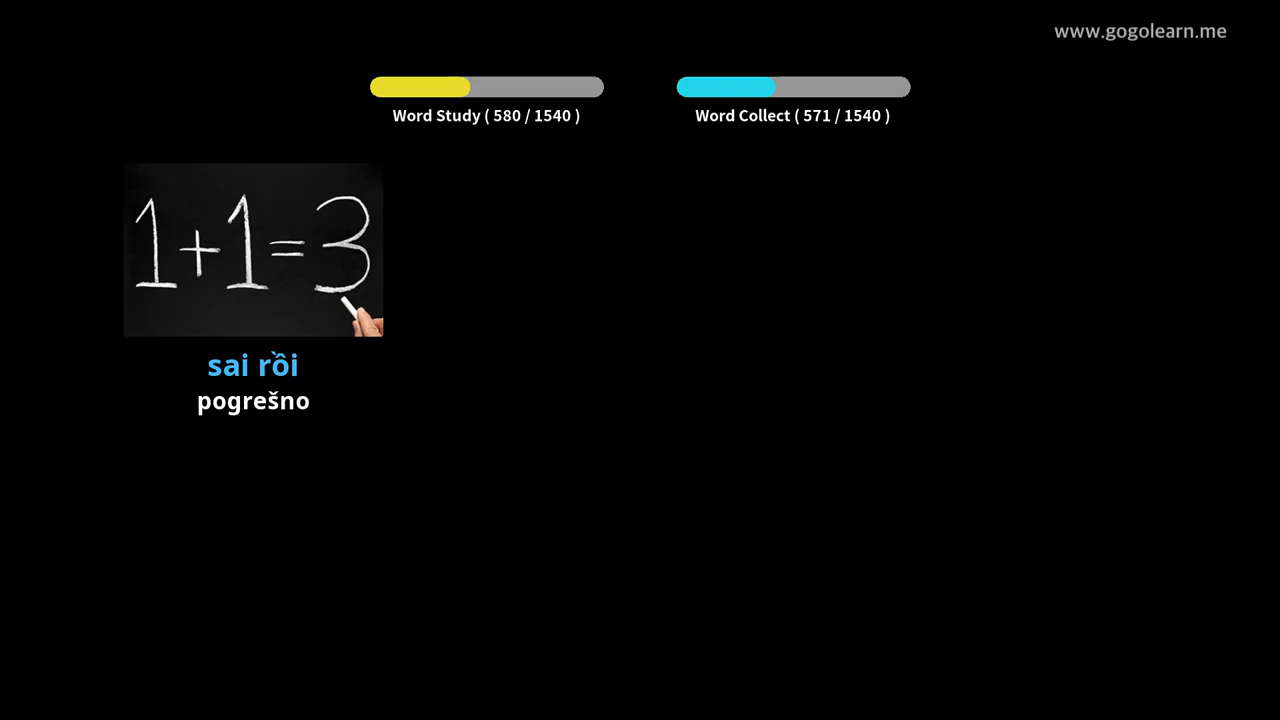 www.gogolearn.me
Word Study ( 580 / 1540 )
Word Collect ( 571 / 1540 )
1+1=3
sai rồi
pogrešno